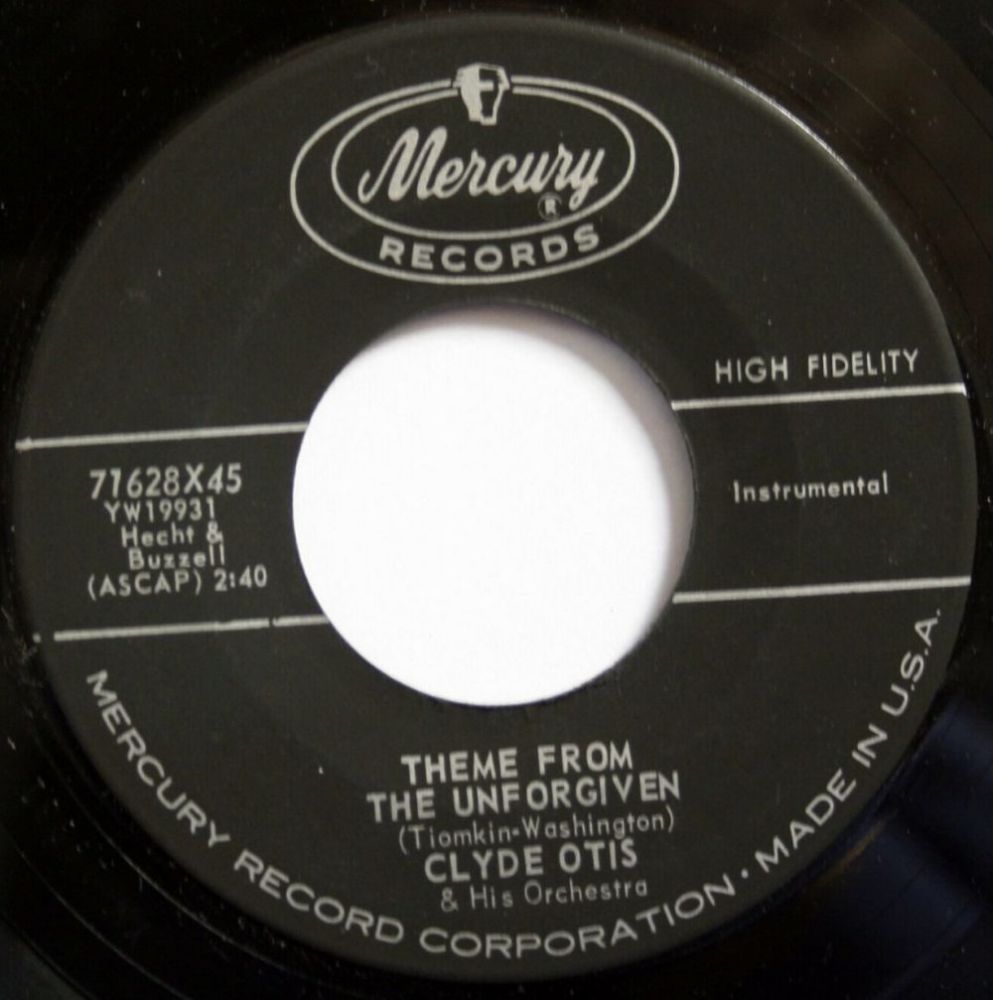 Mercury
®
RECORDS
HIGH FIDELITY
71628X45
YW19931
Hecht &
Buzzell
(ASCAP) 2:40
Instrumental
THEME FROM
THE UNFORGIVEN
(Tiomkin-Washington)
CLYDE OTIS
& His Orchestra
MERCURY RECORD CORPORATION • MADE IN U.S.A.